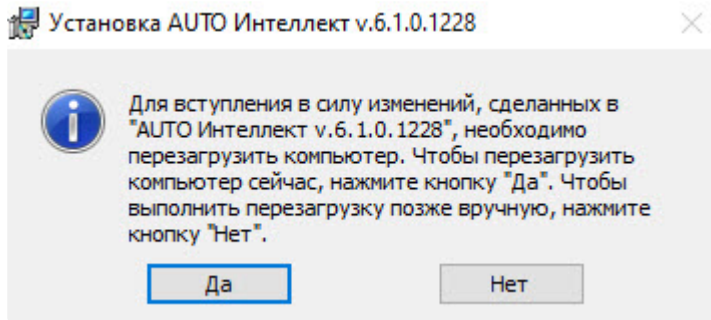 Установка AUTO Интеллект v.6.1.0.1228
Для вступления в силу изменений, сделанных в
"AUTO Интеллект v.6.1.0.1228", необходимо
перезагрузить компьютер. Чтобы перезагрузить
компьютер сейчас, нажмите кнопку "Да". Чтобы
выполнить перезагрузку позже вручную, нажмите
кнопку "Нет".
Да
Нет